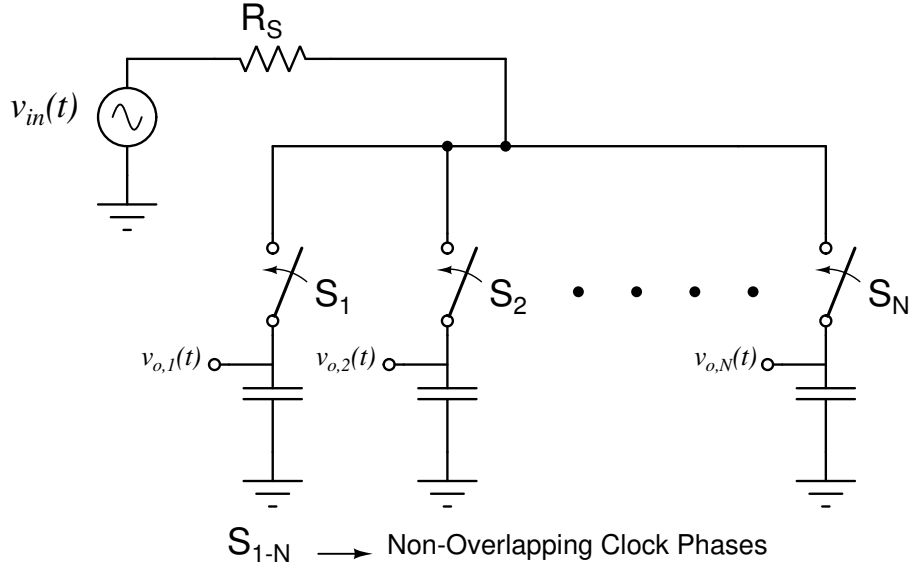 R_S
v_in(t)
S_1
S_2
S_N
v_o,1(t)
v_o,2(t)
v_o,N(t)
S_1-N → Non-Overlapping Clock Phases